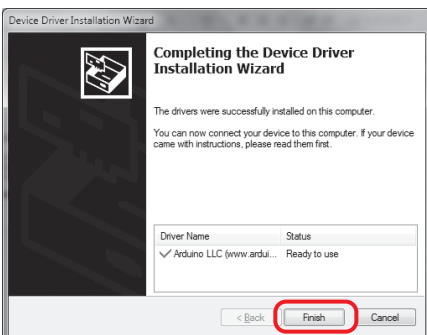 Device Driver Installation Wizard
Completing the Device Driver
Installation Wizard
The drivers were successfully installed on this computer.
You can now connect your device to this computer. If your device
came with instructions, please read them first.
Driver Name Status
Arduino LLC (www.ardui... Ready to use
< Back Finish Cancel